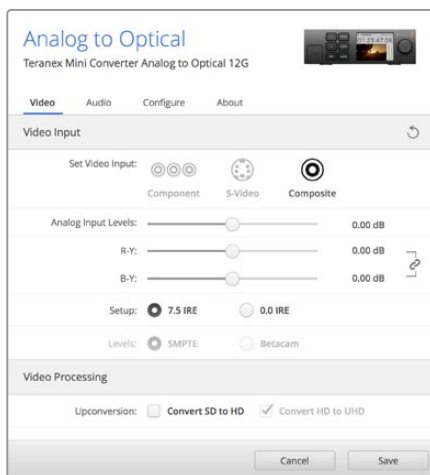 Analog to Optical
Teranex Mini Converter Analog to Optical 12G
Video Audio Configure About
Video Input
Set Video Input:
Component S-Video Composite
Analog Input Levels: 0.00 dB
R-Y: 0.00 dB
B-Y: 0.00 dB
Setup: 7.5 IRE 0.0 IRE
Levels: SMPTE Betacam
Video Processing
Upconversion: Convert SD to HD Convert HD to UHD
Cancel Save